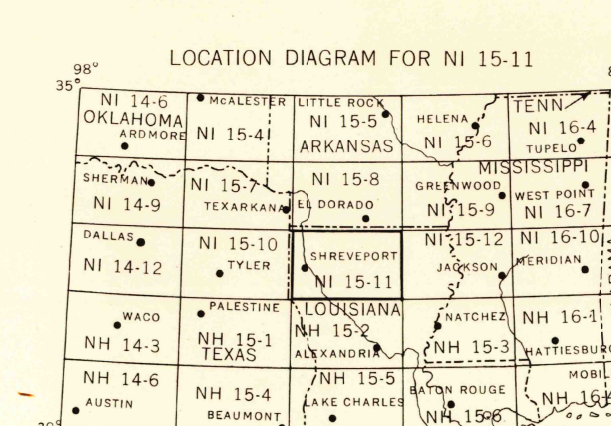 LOCATION DIAGRAM FOR NI 15-11
98°
35°
NI 14-6
OKLAHOMA
ARDMORE
McALESTER
NI 15-4
LITTLE ROCK
NI 15-5
ARKANSAS
HELENA
NI 15-6
TENN
NI 16-4
TUPELO
MISSISSIPPI
SHERMAN
NI 14-9
NI 15-7
TEXARKANA
NI 15-8
EL DORADO
GREENWOOD
NI 15-9
WEST POINT
NI 16-7
DALLAS
NI 14-12
NI 15-10
TYLER
SHREVEPORT
NI 15-11
NI 15-12
JACKSON
NI 16-10
MERIDIAN
WACO
NH 14-3
PALESTINE
NH 15-1
TEXAS
LOUISIANA
NH 15-2
ALEXANDRIA
NATCHEZ
NH 15-3
NH 16-1
HATTIESBURG
NH 14-6
AUSTIN
NH 15-4
BEAUMONT
NH 15-5
LAKE CHARLES
BATON ROUGE
NH 15-6
MOBI
NH 16-4